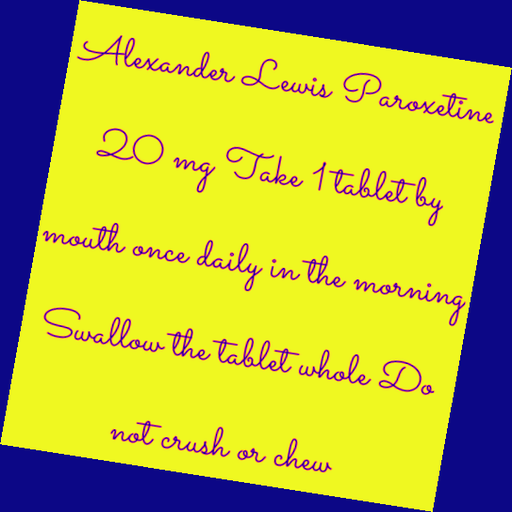 Alexander Lewis Paroxetine
20 mg Take 1 tablet by
mouth once daily in the morning
Swallow the tablet whole Do
not crush or chew